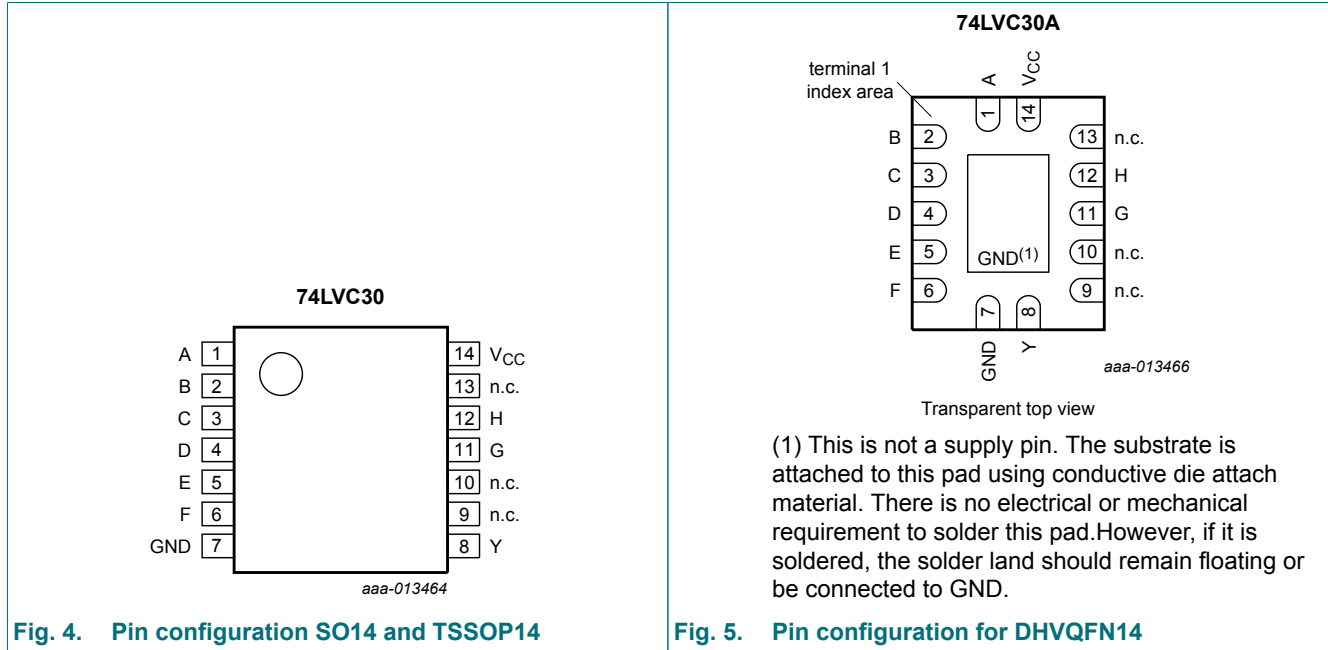 74LVC30
A 1
B 2
C 3
D 4
E 5
F 6
GND 7
14 VCC
13 n.c.
12 H
11 G
10 n.c.
9 n.c.
8 Y
aaa-013464
Fig. 4. Pin configuration SO14 and TSSOP14
74LVC30A
terminal 1
index area
A
VCC
1
14
B 2
C 3
D 4
E 5
F 6
13 n.c.
12 H
11 G
10 n.c.
9 n.c.
GND(1)
7
8
GND
Y
aaa-013466
Transparent top view
(1) This is not a supply pin. The substrate is
attached to this pad using conductive die attach
material. There is no electrical or mechanical
requirement to solder this pad.However, if it is
soldered, the solder land should remain floating or
be connected to GND.
Fig. 5. Pin configuration for DHVQFN14